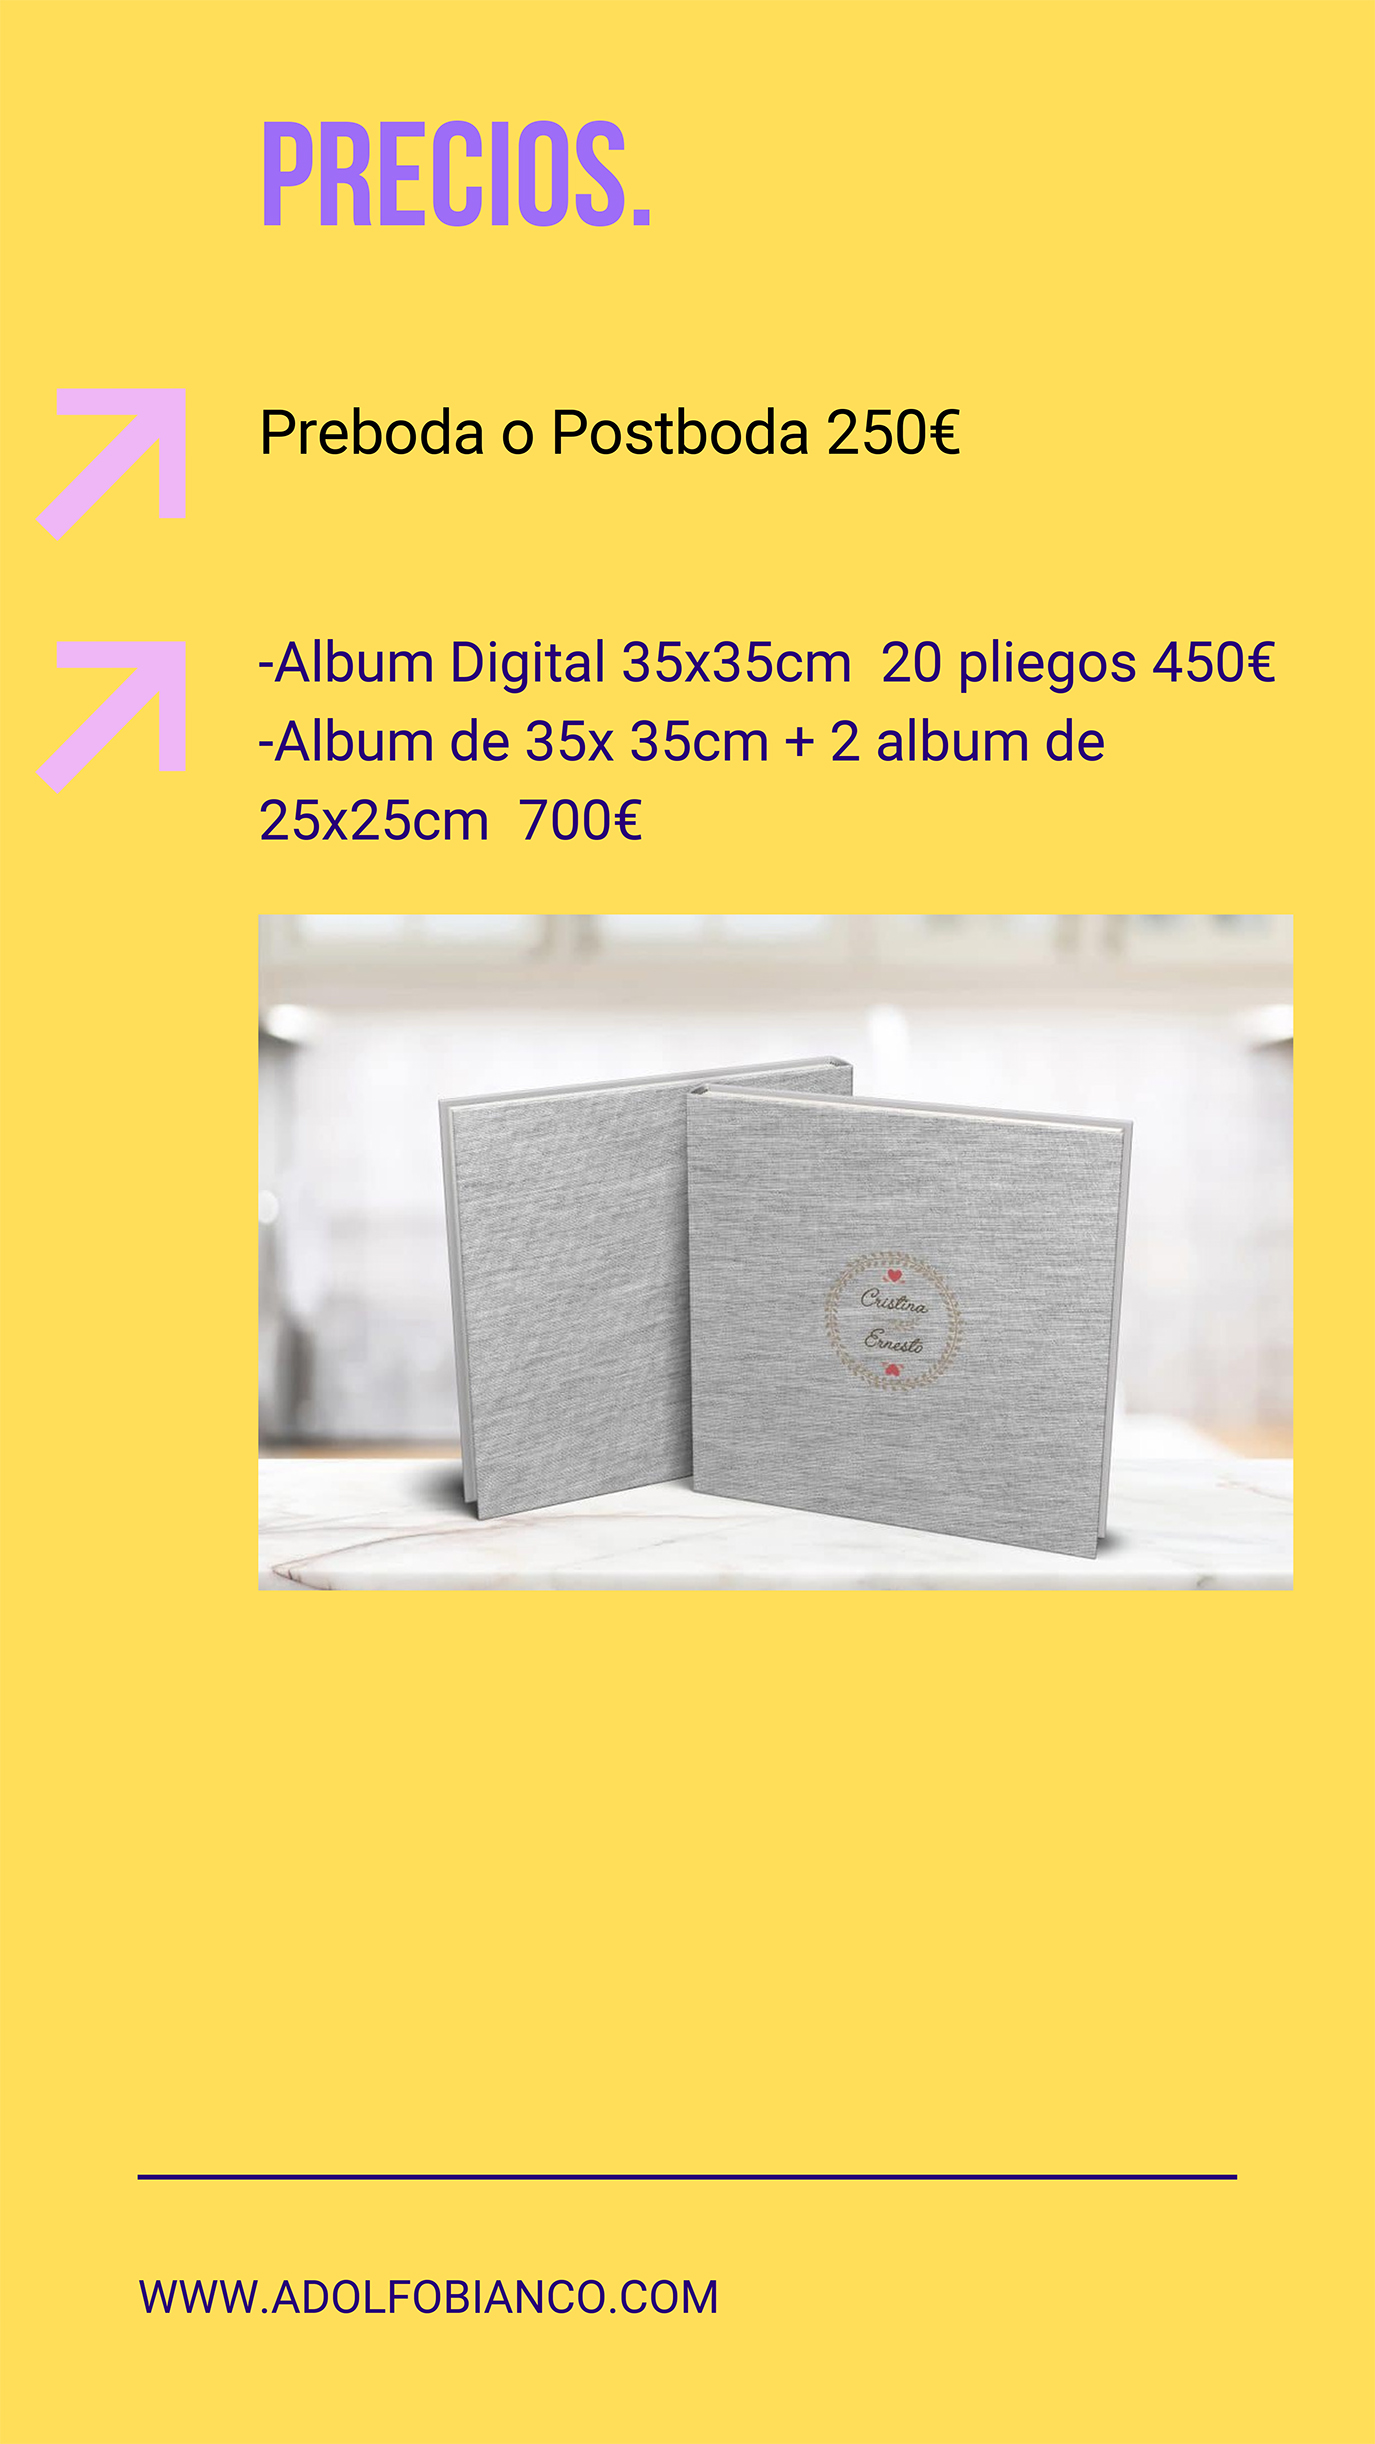 PRECIOS.
Preboda o Postboda 250€
-Album Digital 35x35cm  20 pliegos 450€
-Album de 35x 35cm + 2 album de
25x25cm  700€
Cristina
Ernesto
WWW.ADOLFOBIANCO.COM